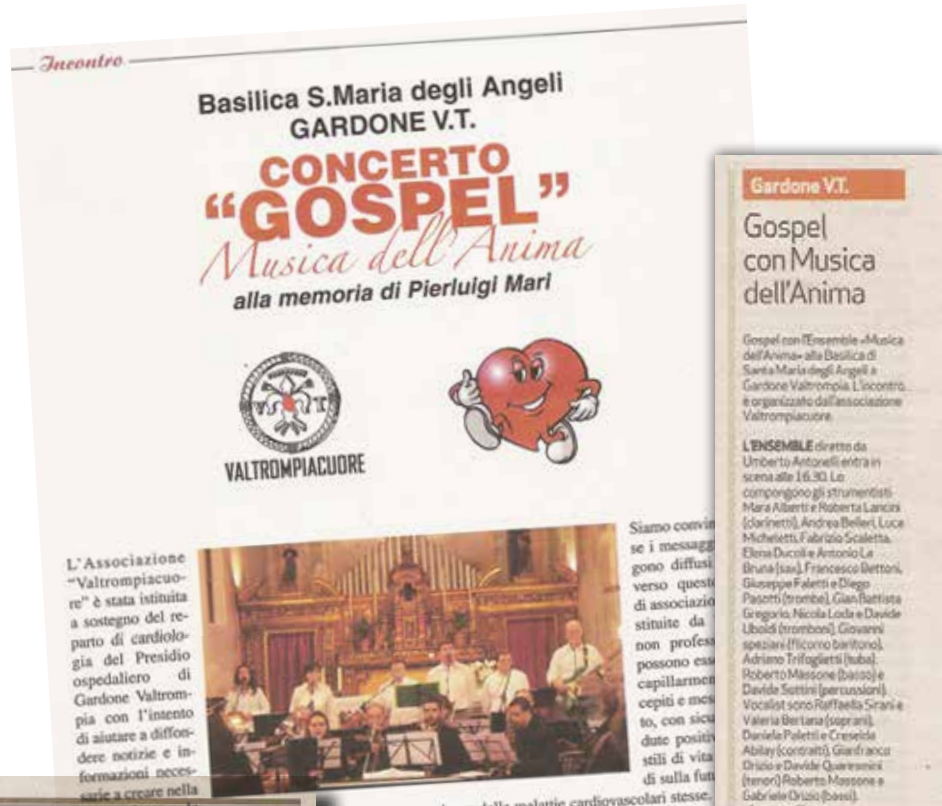 Incontro
Basilica S.Maria degli Angeli
GARDONE V.T.
CONCERTO
“GOSPEL”
Musica dell'Anima
alla memoria di Pierluigi Mari
V T
VALTROMPIACUORE
L'Associazione
"Valtrompiacuo-
re" è stata istituita
a sostegno del re-
parto di cardiolo-
gia del Presidio
ospedaliero di
Gardone Valtrom-
pia con l'intento
di aiutare a diffon-
dere notizie e in-
formazioni neces-
sarie a creare nella
Siamo convin
se i messagg
gono diffusi
verso queste
di associazio
stituite da
non profess
possono ess
capillarmen
cepiti e mes
to, con sicu
dute positiv
stili di vita
di sulla futu
malattie cardiovascolari stesse.
Gardone V.T.
Gospel
con Musica
dell'Anima
Gospel con l'Ensemble «Musica
dell'Anima» alla Basilica di
Santa Maria degli Angeli a
Gardone Valtrompia. L'incontro
è organizzato dall'associazione
Valtrompiacuore.
L'ENSEMBLE diretto da
Umberto Antonelli entra in
scena alle 16.30. Lo
compongono gli strumentisti
Mara Alberti e Roberta Lancini
(clarinetti), Andrea Belleri, Luca
Micheletti, Fabrizio Scaletta,
Elena Ducoli e Antonio La
Bruna (sax), Francesco Bettoni,
Giuseppe Faletti e Diego
Pasotti (trombe), Gian Battista
Gregorio, Nicola Loda e Davide
Uboldi (tromboni), Giovanni
speziani (flicorno baritono),
Adriano Trifoglietti (tuba),
Roberto Massone (basso) e
Davide Sottini (percussioni).
Vocalist sono Raffaella Sirani e
Valeria Bertana (soprani),
Daniela Poletti e Creseida
Abilay (contralti), Gianfranco
Orizio e Davide Quaresmini
(tenori) Roberto Massone e
Gabriele Orizio (bassi).